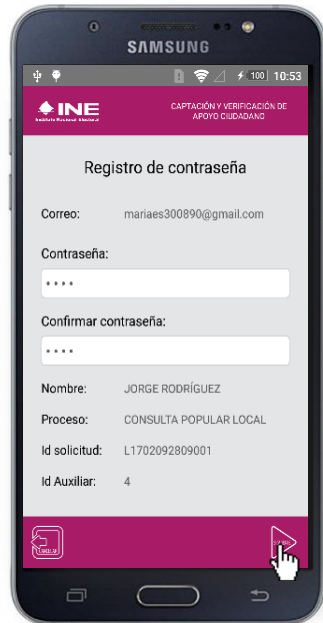 SAMSUNG
100 10:53
INE
Instituto Nacional Electoral
CAPTACIÓN Y VERIFICACIÓN DE
APOYO CIUDADANO
Registro de contraseña
Correo: mariaes300890@gmail.com
Contraseña:
••••
Confirmar contraseña:
••••
Nombre: JORGE RODRÍGUEZ
Proceso: CONSULTA POPULAR LOCAL
Id solicitud: L1702092809001
Id Auxiliar: 4